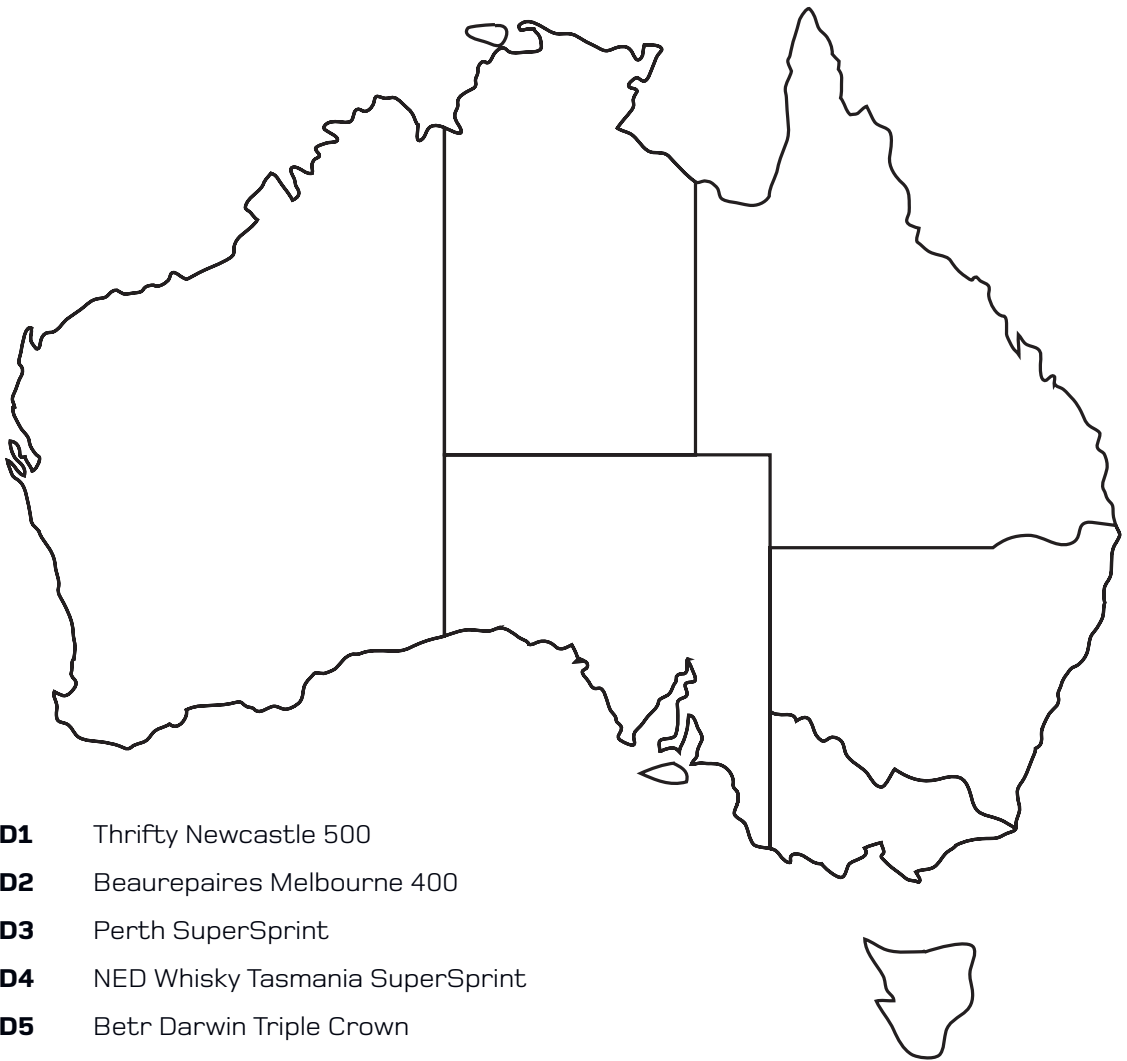 D1 Thrifty Newcastle 500
D2 Beaurepaires Melbourne 400
D3 Perth SuperSprint
D4 NED Whisky Tasmania SuperSprint
D5 Betr Darwin Triple Crown